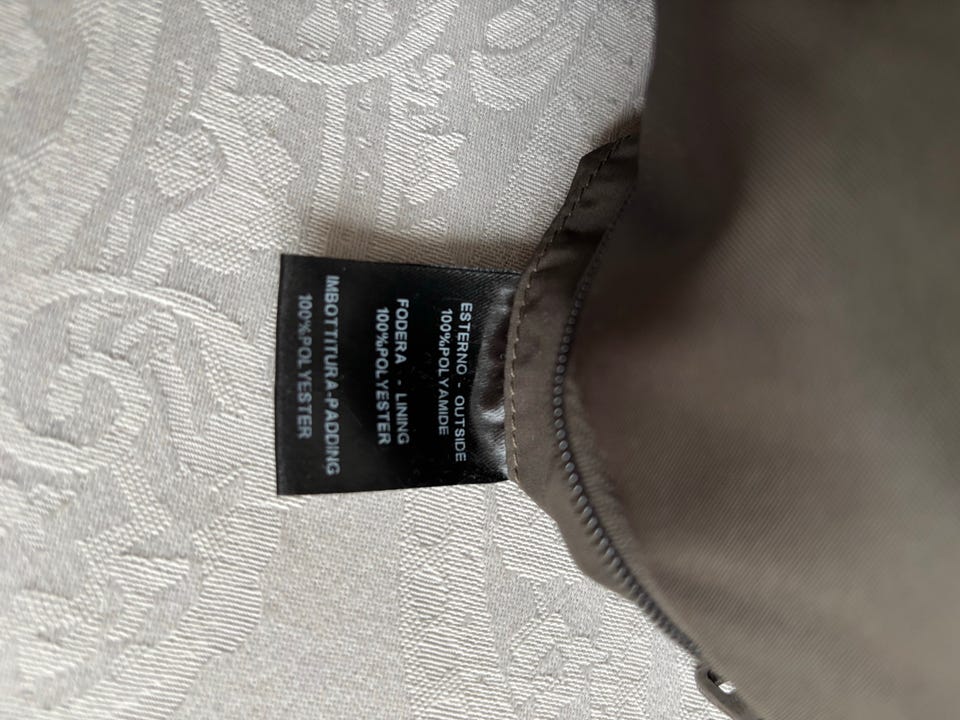 ESTERNO - OUTSIDE
100%POLYAMIDE
FODERA - LINING
100%POLYESTER
IMBOTTITURA-PADDING
100%POLYESTER